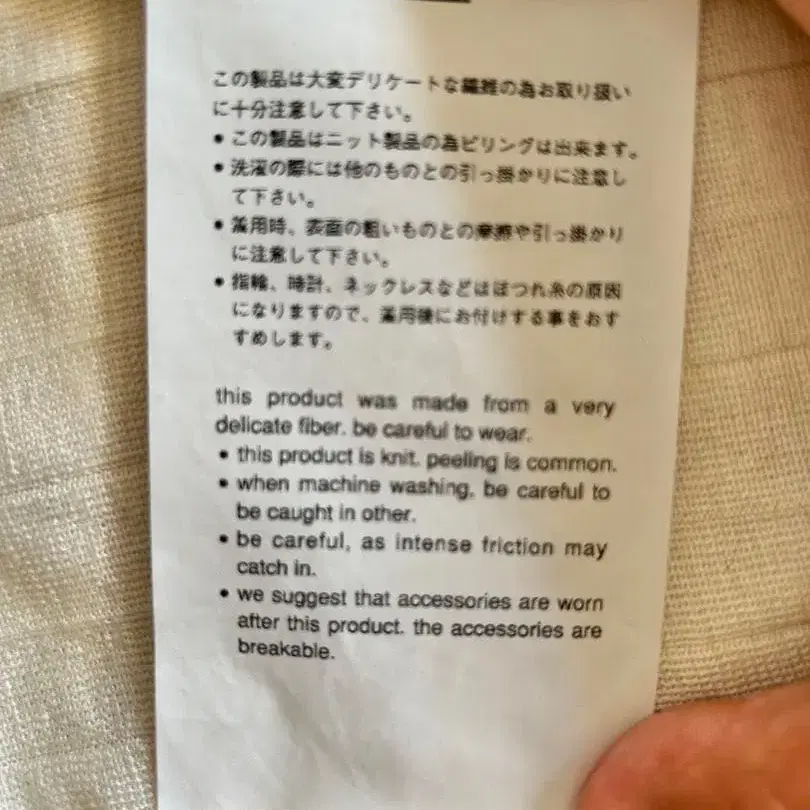 この製品は大変デリケートな繊維の為お取り扱い
に十分注意して下さい。
• この製品はニット製品の為ピリングは出来ます。
• 洗濯の際には他のものとの引っ掛かりに注意し
て下さい。
• 着用時、表面の粗いものとの摩擦や引っ掛かり
に注意して下さい。
• 指輪、時計、ネックレスなどはほつれ糸の原因
になりますので、着用後にお付けする事をおす
すめします。
this product was made from a very
delicate fiber. be careful to wear.
• this product is knit. peeling is common.
• when machine washing, be careful to
be caught in other.
• be careful, as intense friction may
catch in.
• we suggest that accessories are worn
after this product. the accessories are
breakable.